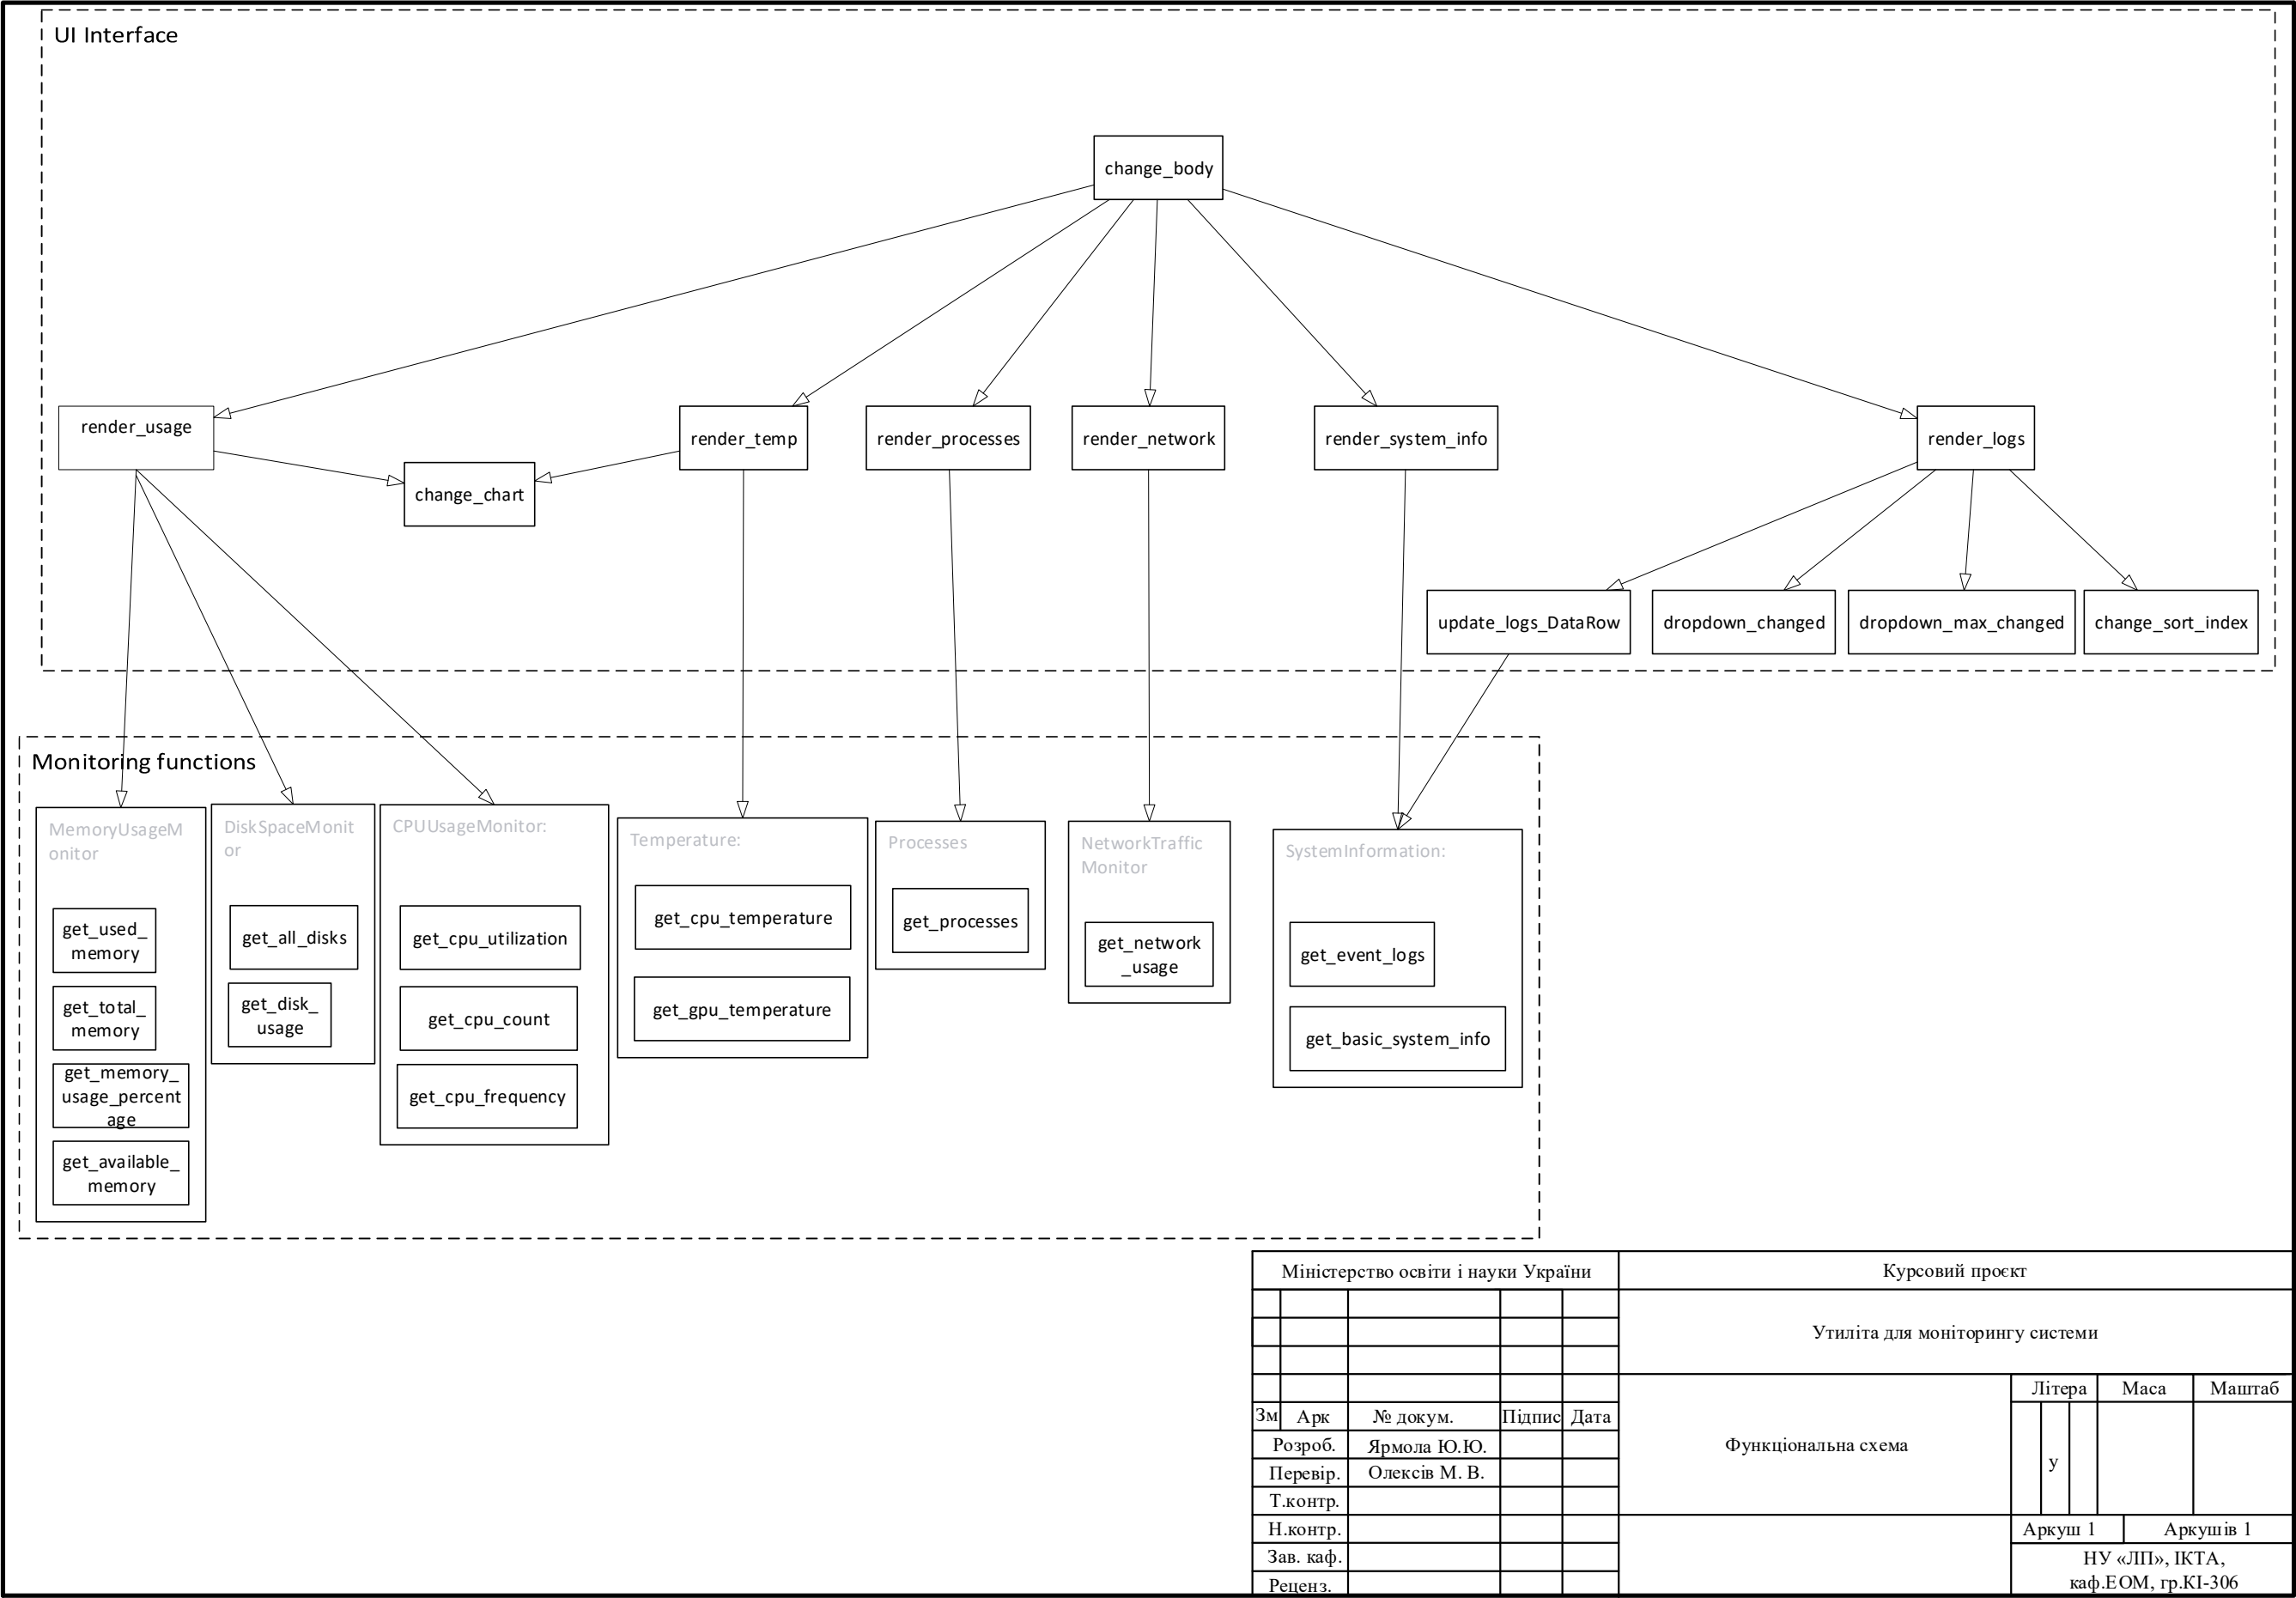 UI Interface
change_body
render_usage
render_temp
render_processes
render_network
render_system_info
render_logs
change_chart
update_logs_DataRow
dropdown_changed
dropdown_max_changed
change_sort_index
Monitoring functions
MemoryUsageM
onitor
get_used_
memory
get_total_
memory
get_memory_
usage_percent
age
get_available_
memory
DiskSpaceMonit
or
get_all_disks
get_disk_
usage
CPUUsageMonitor:
get_cpu_utilization
get_cpu_count
get_cpu_frequency
Temperature:
get_cpu_temperature
get_gpu_temperature
Processes
get_processes
NetworkTraffic
Monitor
get_network
_usage
SystemInformation:
get_event_logs
get_basic_system_info
Міністерство освіти і науки України
Курсовий проєкт
Утиліта для моніторингу системи
Зм Арк № докум. Підпис Дата
Розроб. Ярмола Ю.Ю.
Перевір. Олексів М. В.
Т.контр.
Н.контр.
Зав. каф.
Реценз.
Функціональна схема
Літера Маса Маштаб
у
Аркуш 1 Аркушів 1
НУ «ЛП», ІКТА,
каф.ЕОМ, гр.КІ-306